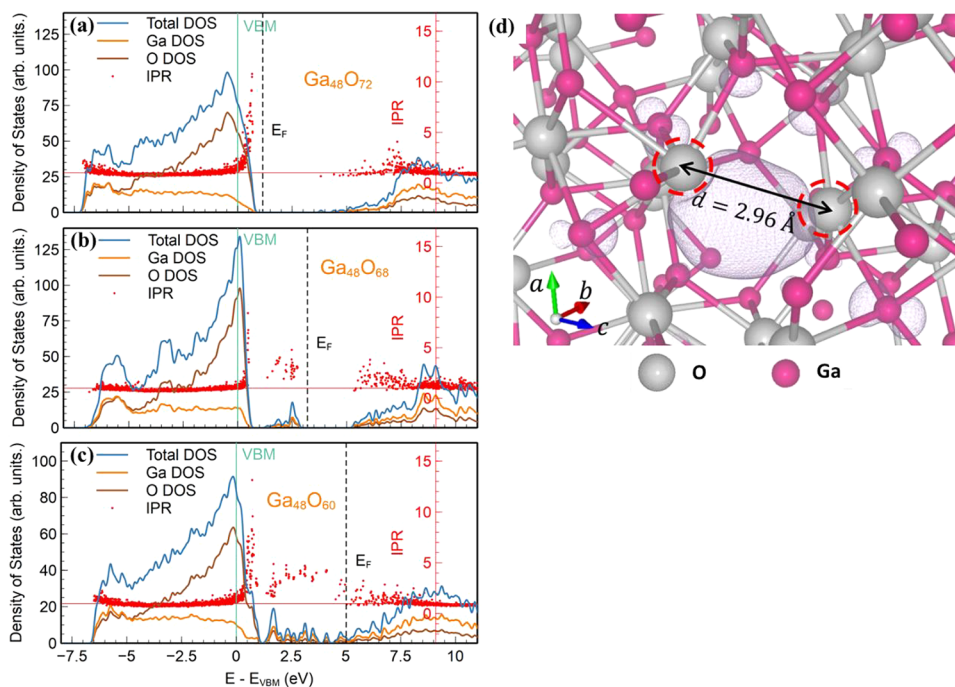 (a)
Total DOS
Ga DOS
O DOS
IPR
VBM
Ga₄₈O₇₂
E_F
IPR
15
10
5
0
125
100
75
50
25
0
Density of States (arb. units.)
(b)
Total DOS
Ga DOS
O DOS
IPR
VBM
Ga₄₈O₆₈
E_F
IPR
15
10
5
0
125
100
75
50
25
0
Density of States (arb. units.)
(c)
Total DOS
Ga DOS
O DOS
IPR
VBM
Ga₄₈O₆₀
E_F
IPR
15
10
5
0
100
80
60
40
20
0
Density of States (arb. units.)
−7.5 −5 −2.5 0 2.5 5 7.5 10
E - E_VBM (eV)
(d)
d = 2.96 Å
a
b
c
O Ga